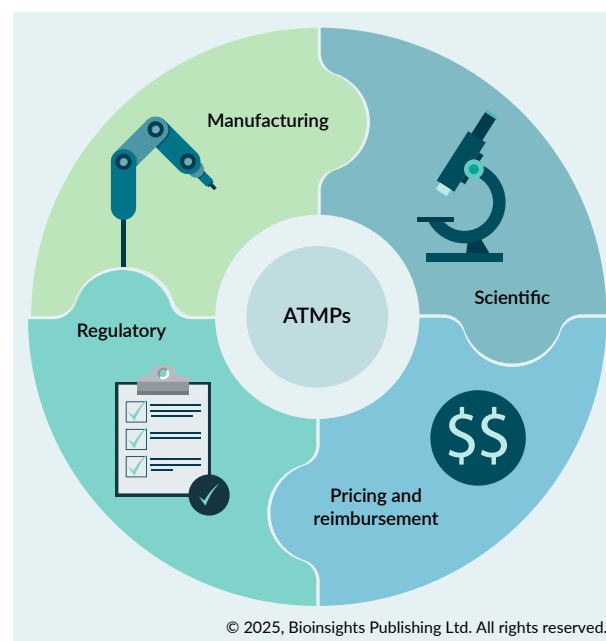 Manufacturing
Scientific
ATMPs
Regulatory
$$
Pricing and
reimbursement
© 2025, Bioinsights Publishing Ltd. All rights reserved.